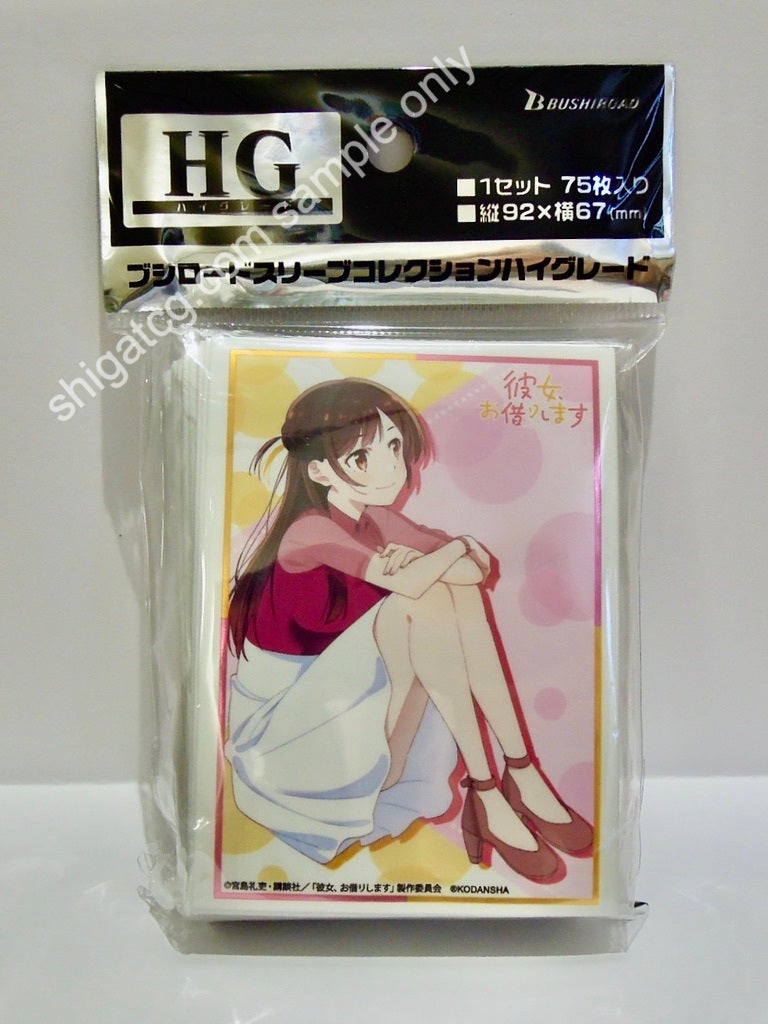 BUSHIROAD
HG
ハイグレード
■1セット 75枚入り
■縦92×横67(mm)
ブシロードスリーブコレクションハイグレード
shigatcg.com sample only
彼女、
お借りします
©宮島礼吏・講談社/「彼女、お借りします」製作委員会 ®KODANSHA